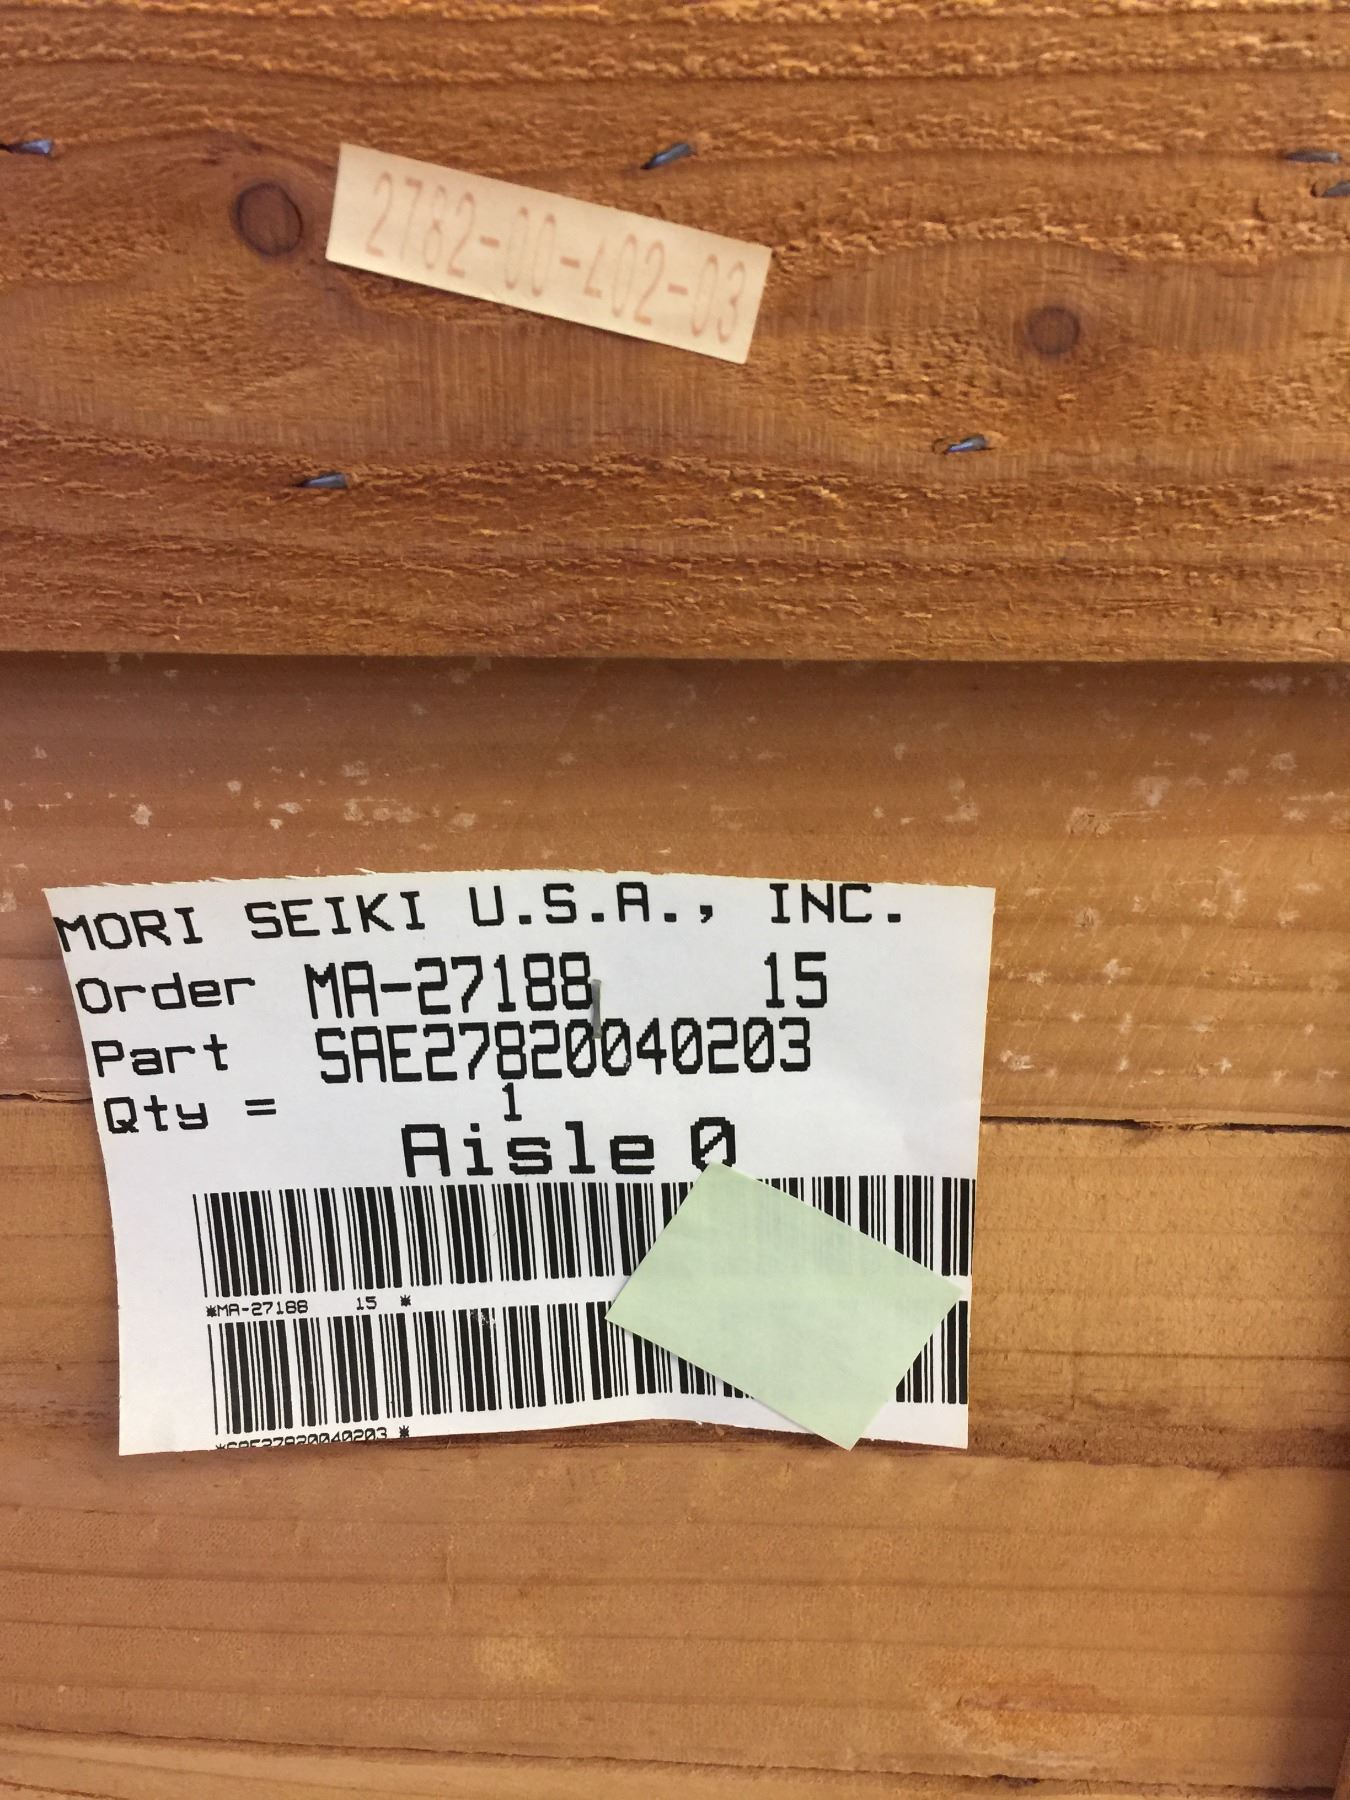 2782-00-402-03
MORI SEIKI U.S.A., INC.
Order MA-27188 15
Part SAE27820040203
Qty = 1
Aisle 0
*MA-27188 15 *
*SAE27820040203 *